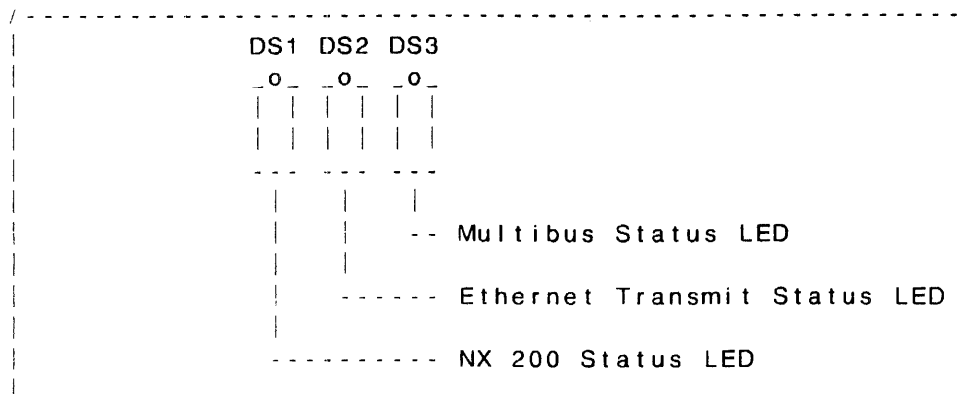 DS1 DS2 DS3
Multibus Status LED
Ethernet Transmit Status LED
NX 200 Status LED